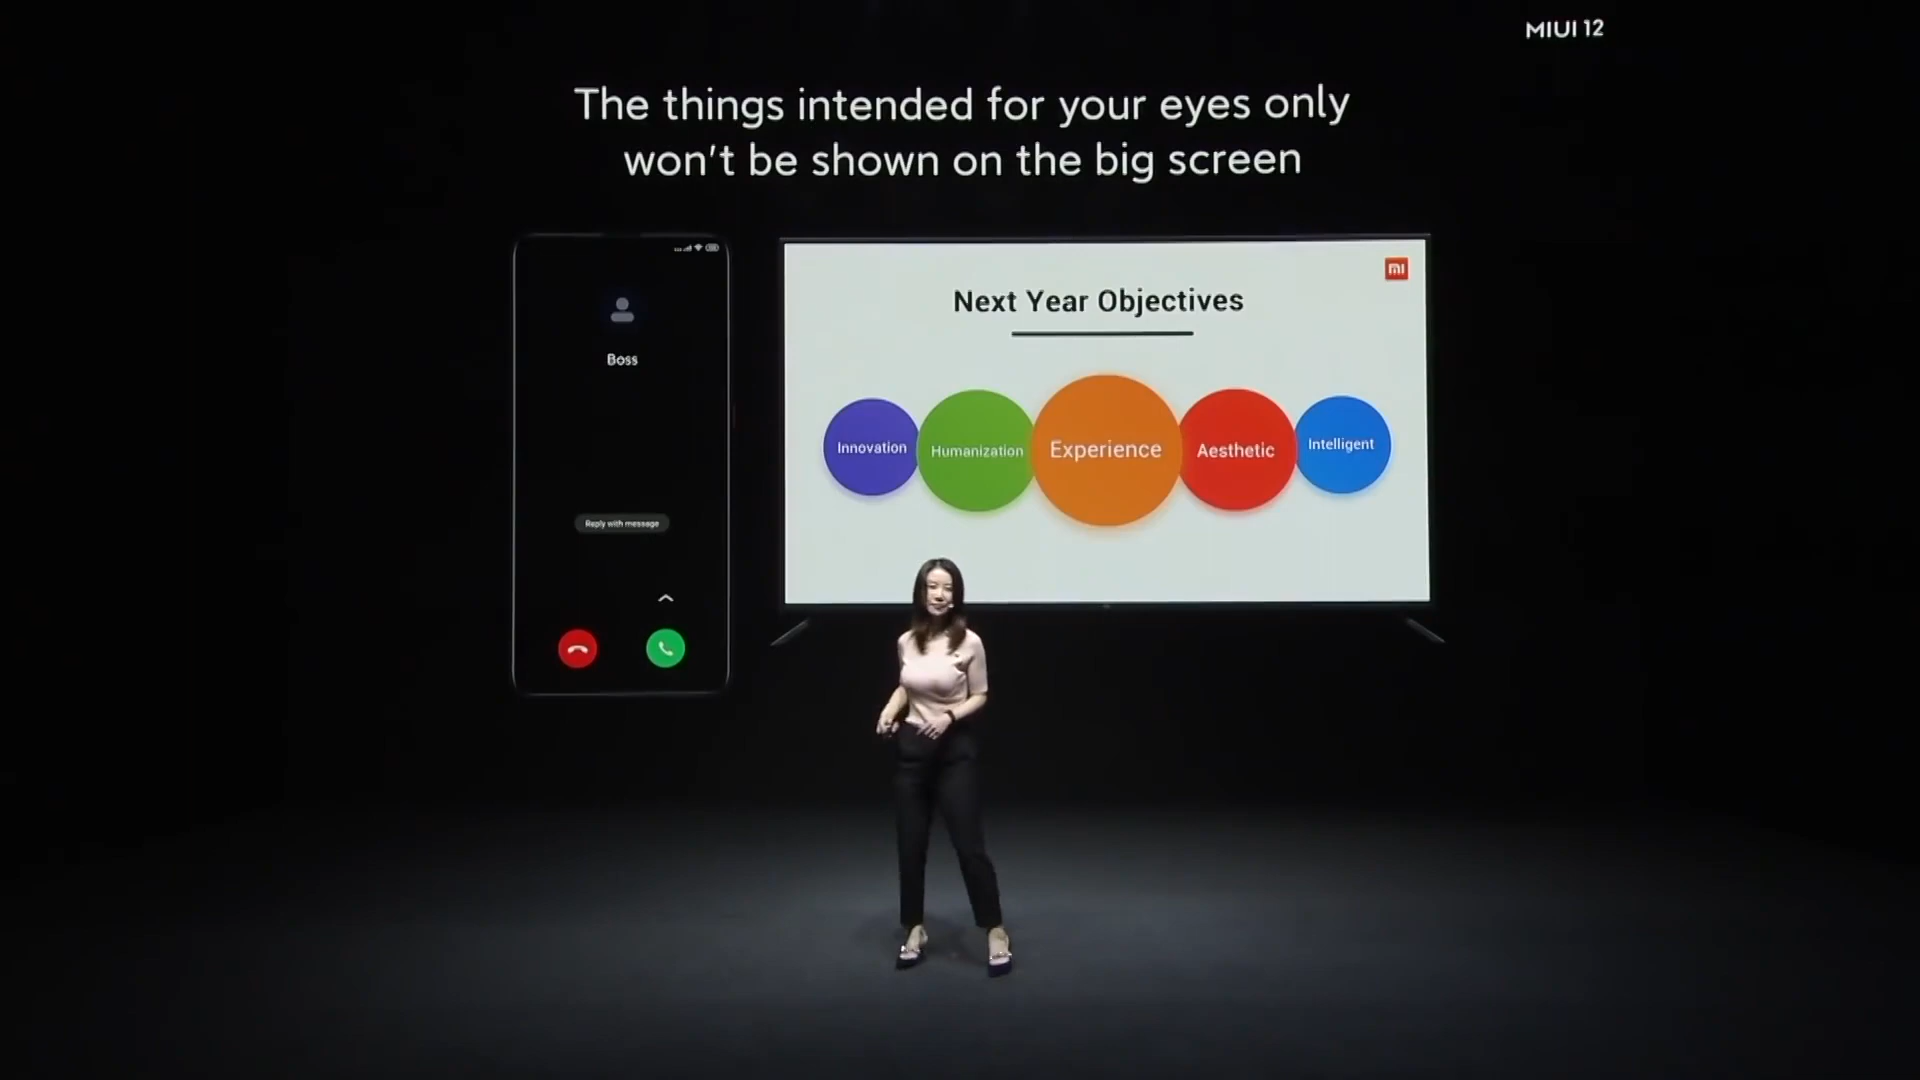 MIUI 12
The things intended for your eyes only
won't be shown on the big screen
Boss
Reply with message
mi
Next Year Objectives
Innovation
Humanization
Experience
Aesthetic
Intelligent